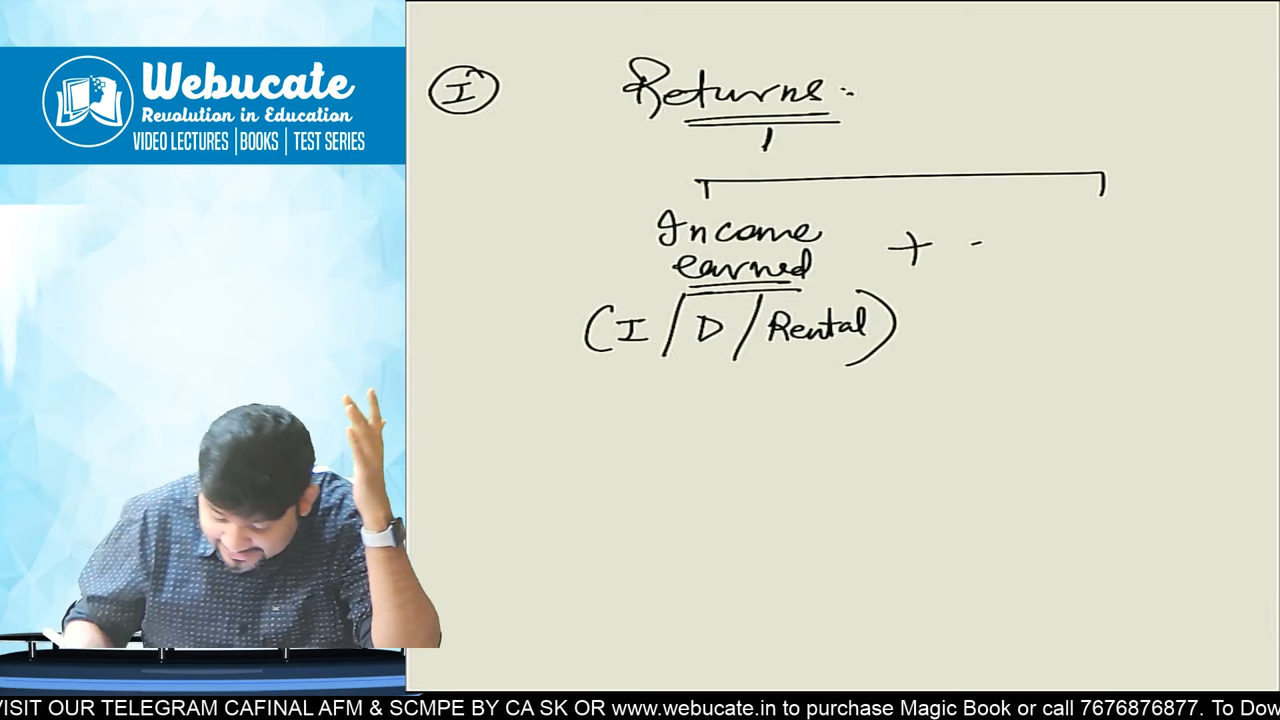 Webucate
Revolution in Education
VIDEO LECTURES | BOOKS | TEST SERIES
I
Returns:
Income
earned
+ -
(I / D / Rental)
VISIT OUR TELEGRAM CAFINAL AFM & SCMPE BY CA SK OR www.webucate.in to purchase Magic Book or call 7676876877. To Dow